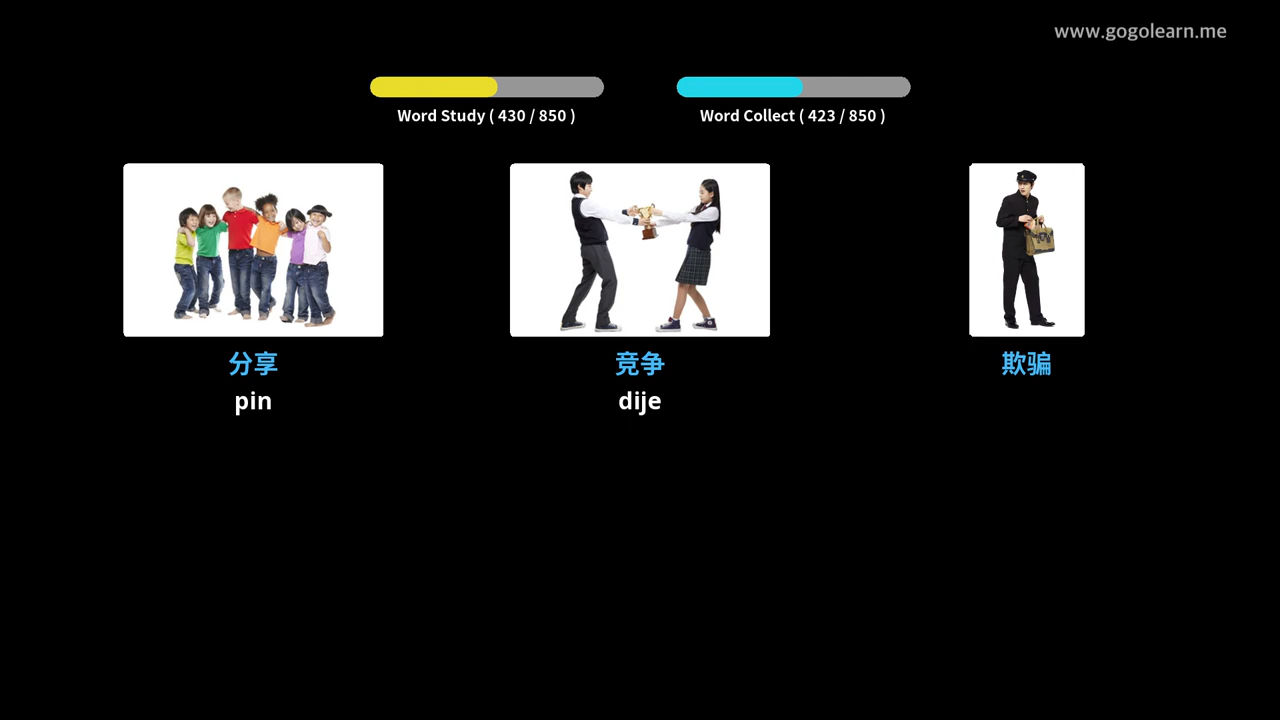 www.gogolearn.me
Word Study ( 430 / 850 )
Word Collect ( 423 / 850 )
分享
竞争
欺骗
pin
dije